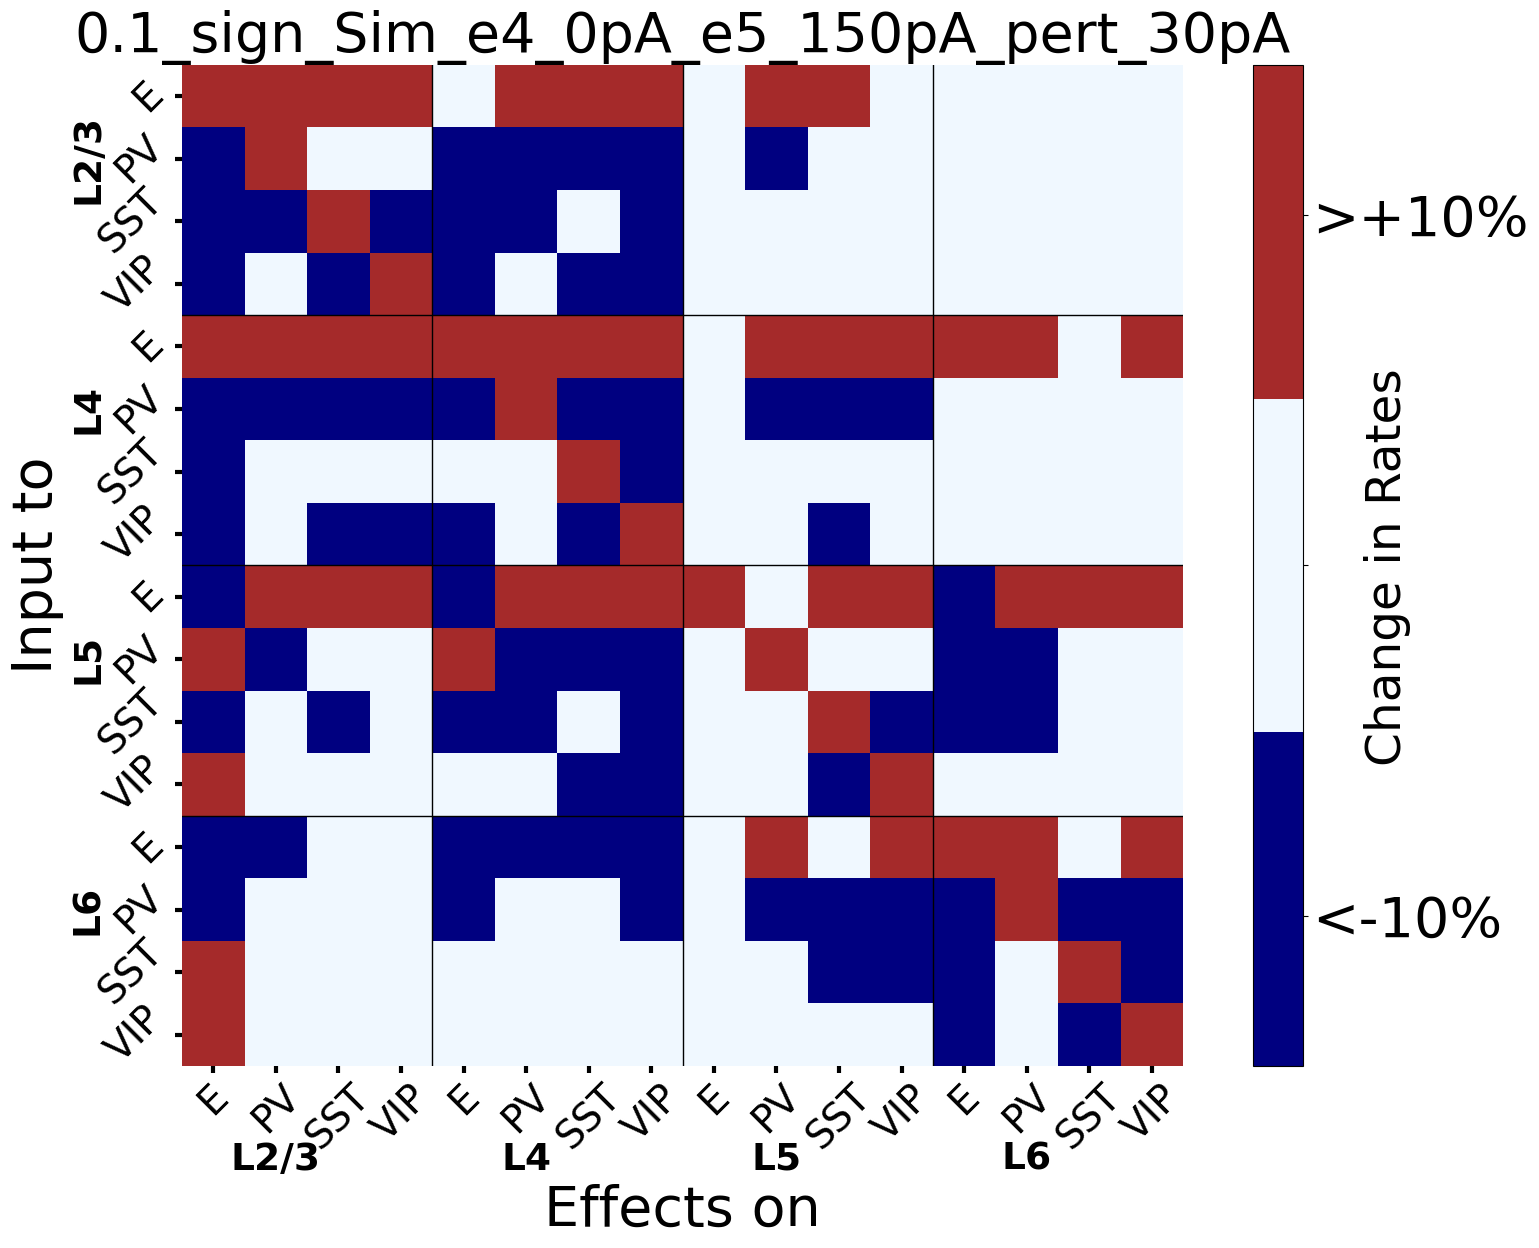 0.1_sign_Sim_e4_0pA_e5_150pA_pert_30pA
Input to
L2/3
E
PV
SST
VIP
L4
E
PV
SST
VIP
L5
E
PV
SST
VIP
L6
E
PV
SST
VIP
E
PV
SST
VIP
E
PV
SST
VIP
E
PV
SST
VIP
E
PV
SST
VIP
L2/3
L4
L5
L6
Effects on
>+10%
<-10%
Change in Rates